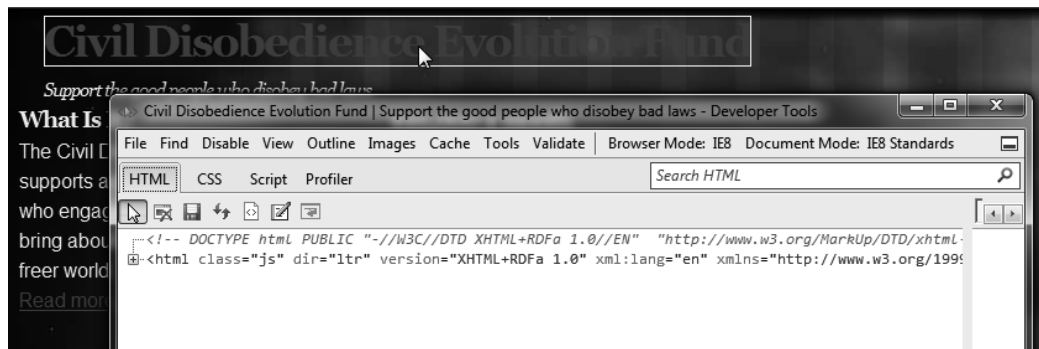 Civil Disobedience Evolution Fund
Support the good people who disobey bad laws
What Is
Civil Disobedience Evolution Fund | Support the good people who disobey bad laws - Developer Tools
The Civil D
File Find Disable View Outline Images Cache Tools Validate Browser Mode: IE8 Document Mode: IE8 Standards
supports a
HTML CSS Script Profiler Search HTML
who engag
bring abou
<!-- DOCTYPE html PUBLIC "-//W3C//DTD XHTML+RDFa 1.0//EN" "http://www.w3.org/MarkUp/DTD/xhtml-
freer world
<html class="js" dir="ltr" version="XHTML+RDFa 1.0" xml:lang="en" xmlns="http://www.w3.org/1999
Read more